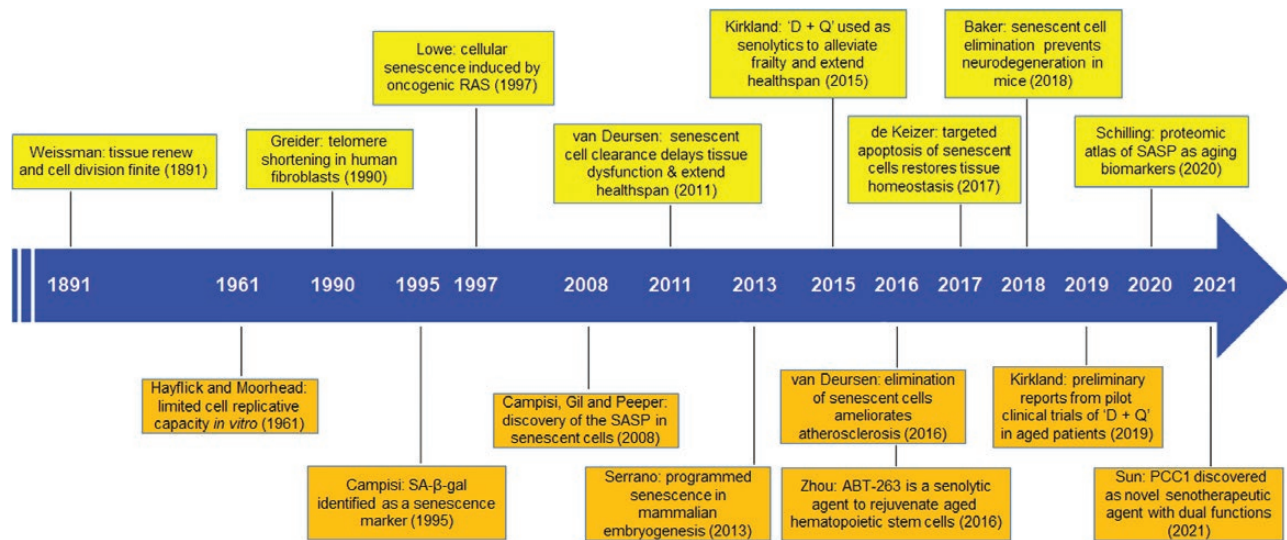 Weissman: tissue renew
and cell division finite (1891)
Greider: telomere
shortening in human
fibroblasts (1990)
Lowe: cellular
senescence induced by
oncogenic RAS (1997)
van Deursen: senescent
cell clearance delays tissue
dysfunction & extend
healthspan (2011)
Kirkland: ‘D + Q’ used as
senolytics to alleviate
frailty and extend
healthspan (2015)
de Keizer: targeted
apoptosis of senescent
cells restores tissue
homeostasis (2017)
Baker: senescent cell
elimination prevents
neurodegeneration in
mice (2018)
Schilling: proteomic
atlas of SASP as aging
biomarkers (2020)
1891 1961 1990 1995 1997 2008 2011 2013 2015 2016 2017 2018 2019 2020 2021
Hayflick and Moorhead:
limited cell replicative
capacity in vitro (1961)
Campisi: SA-β-gal
identified as a senescence
marker (1995)
Campisi, Gil and Peeper:
discovery of the SASP in
senescent cells (2008)
Serrano: programmed
senescence in
mammalian
embryogenesis (2013)
van Deursen: elimination
of senescent cells
ameliorates
atherosclerosis (2016)
Zhou: ABT-263 is a senolytic
agent to rejuvenate aged
hematopoietic stem cells (2016)
Kirkland: preliminary
reports from pilot
clinical trials of ‘D + Q’
in aged patients (2019)
Sun: PCC1 discovered
as novel senotherapeutic
agent with dual functions
(2021)